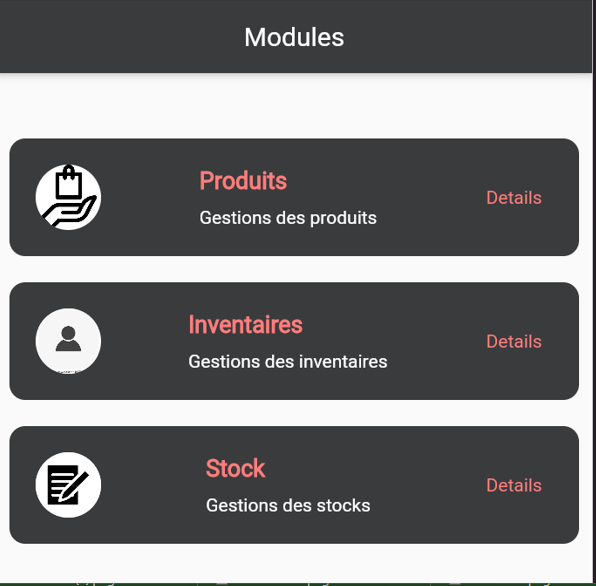 Modules
Produits
Gestions des produits
Details
Inventaires
Gestions des inventaires
Details
Stock
Gestions des stocks
Details